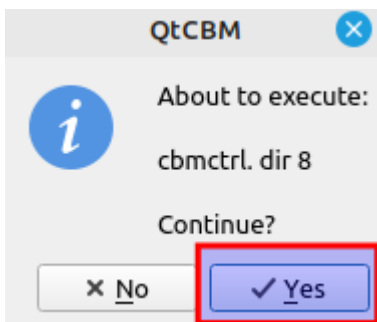 QtCBM
About to execute:
cbmctrl. dir 8
Continue?
No
Yes